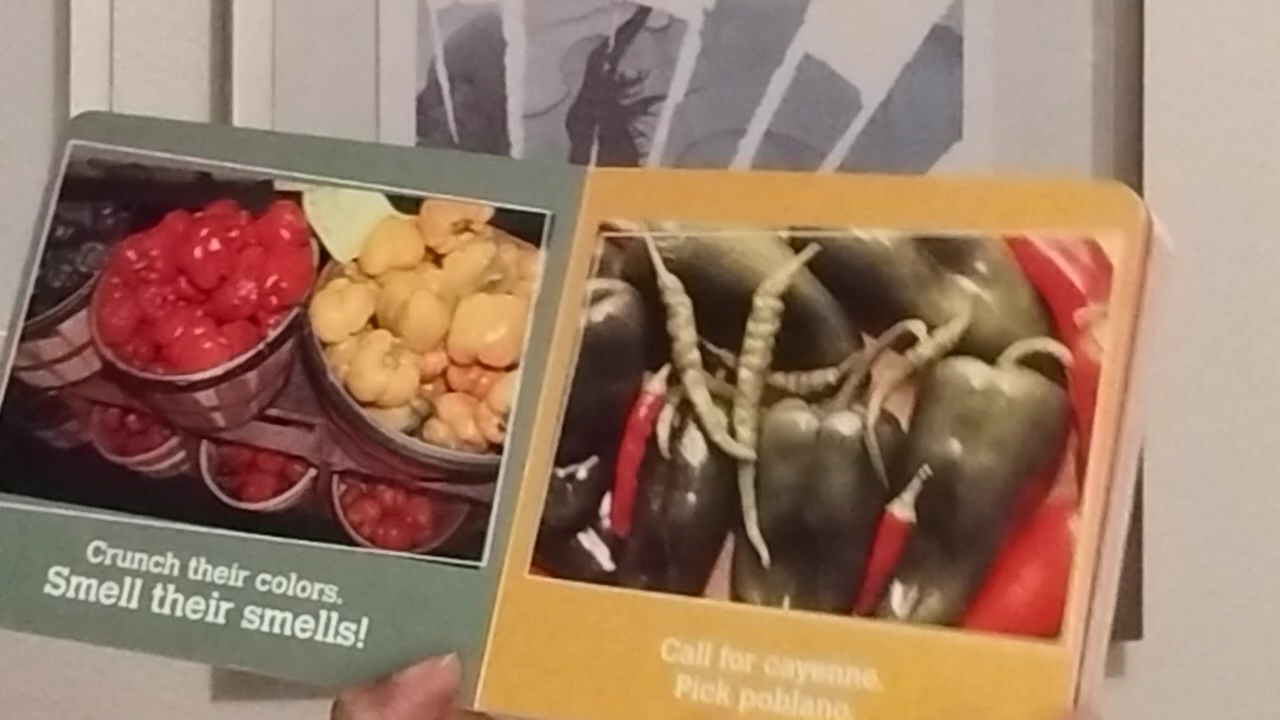 Crunch their colors.
Smell their smells!
Call for cayenne.
Pick poblano.